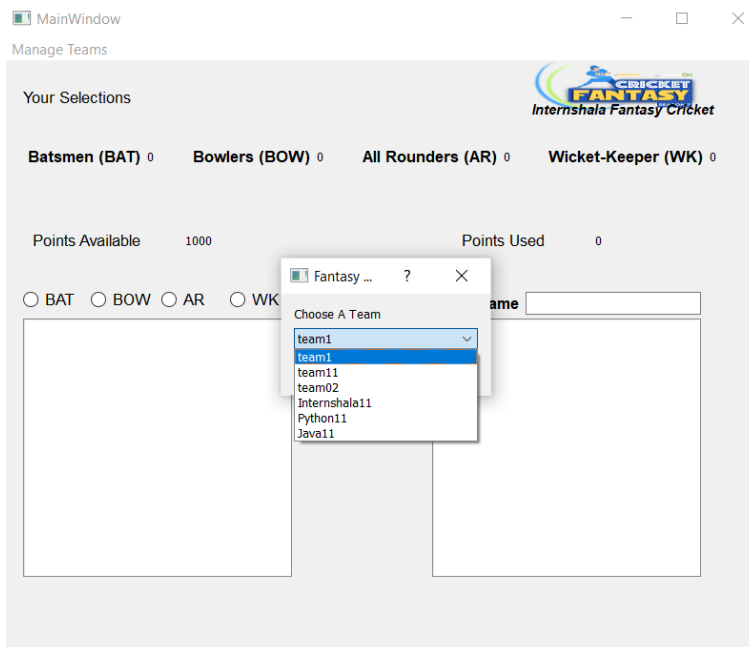 MainWindow
Manage Teams
CRICKET
FANTASY
Your Selections
Internshala Fantasy Cricket
Batsmen (BAT) 0 Bowlers (BOW) 0 All Rounders (AR) 0 Wicket-Keeper (WK) 0
Points Available 1000 Points Used 0
Fantasy ... ?
BAT BOW AR WK ame
Choose A Team
team1
team1
team11
team02
Internshala11
Python11
Java11